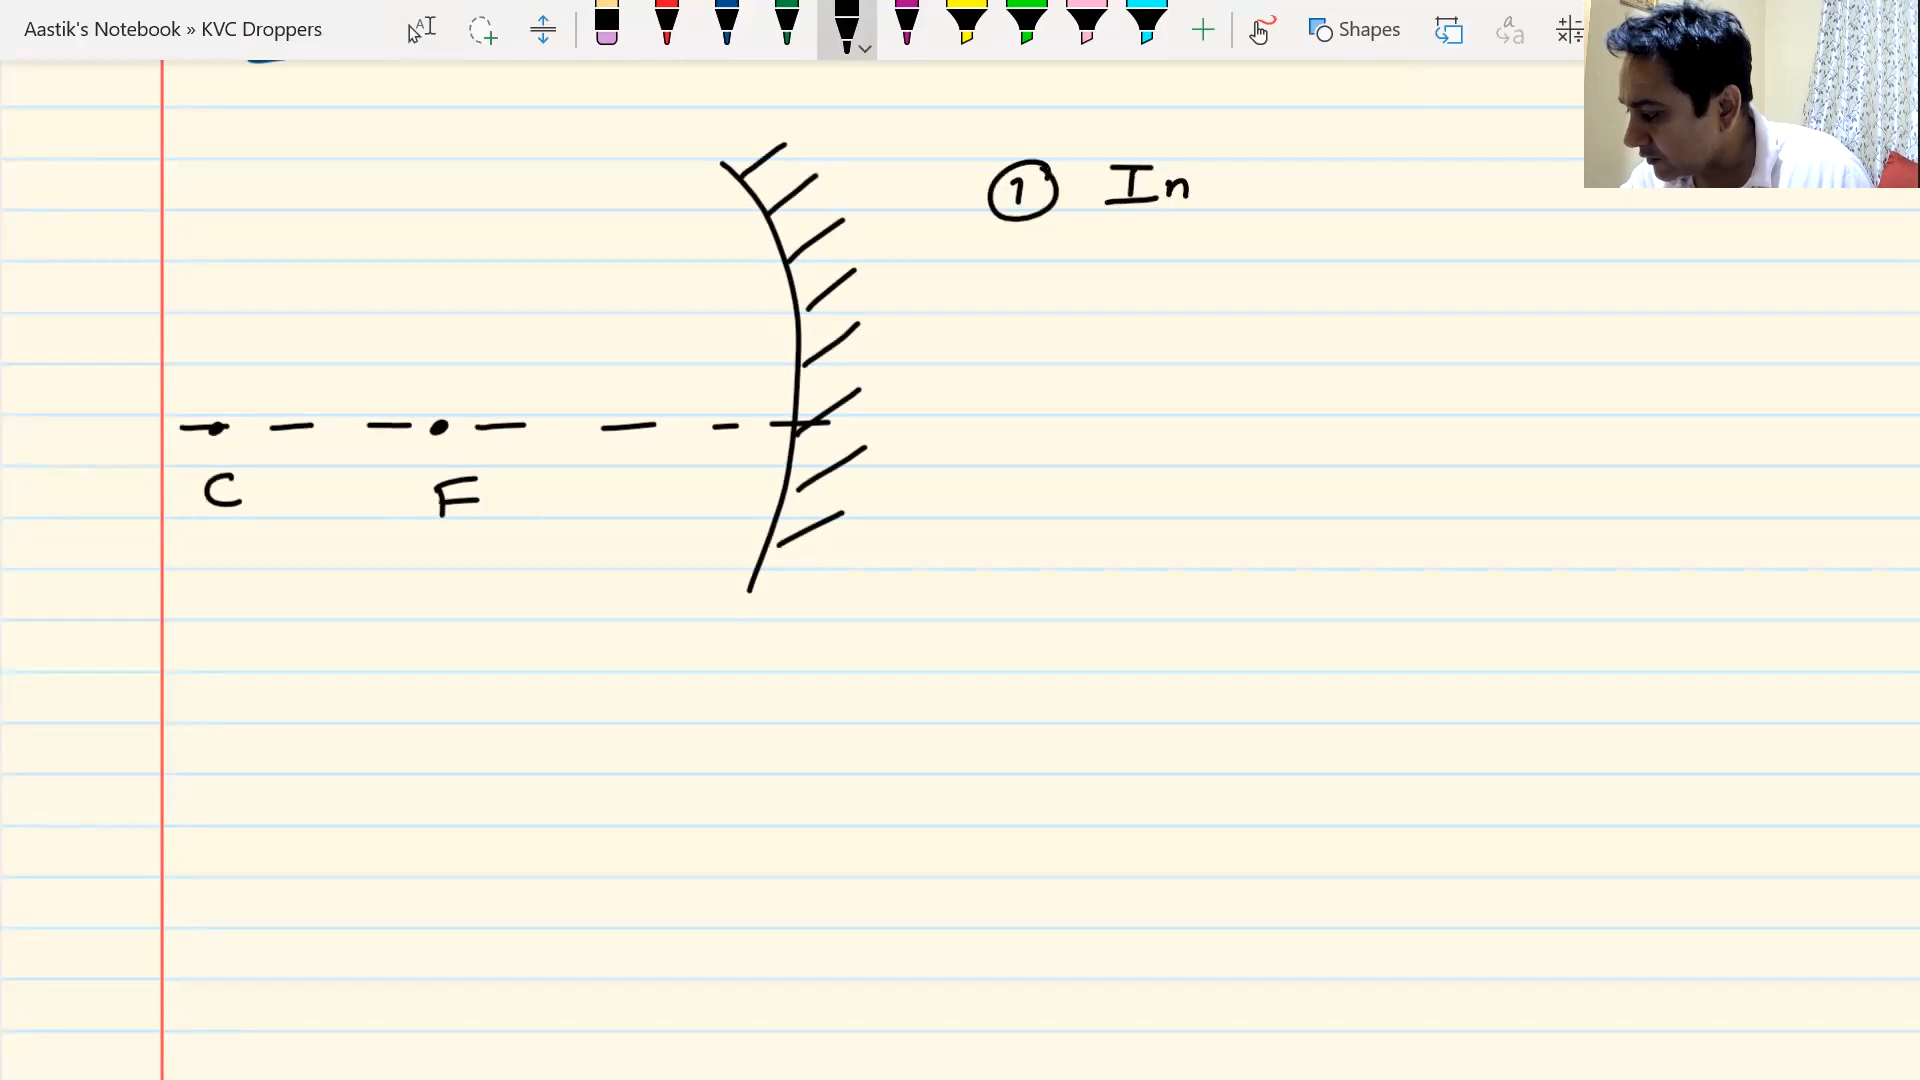 Aastik's Notebook » KVC Droppers
Shapes
① In
C
F